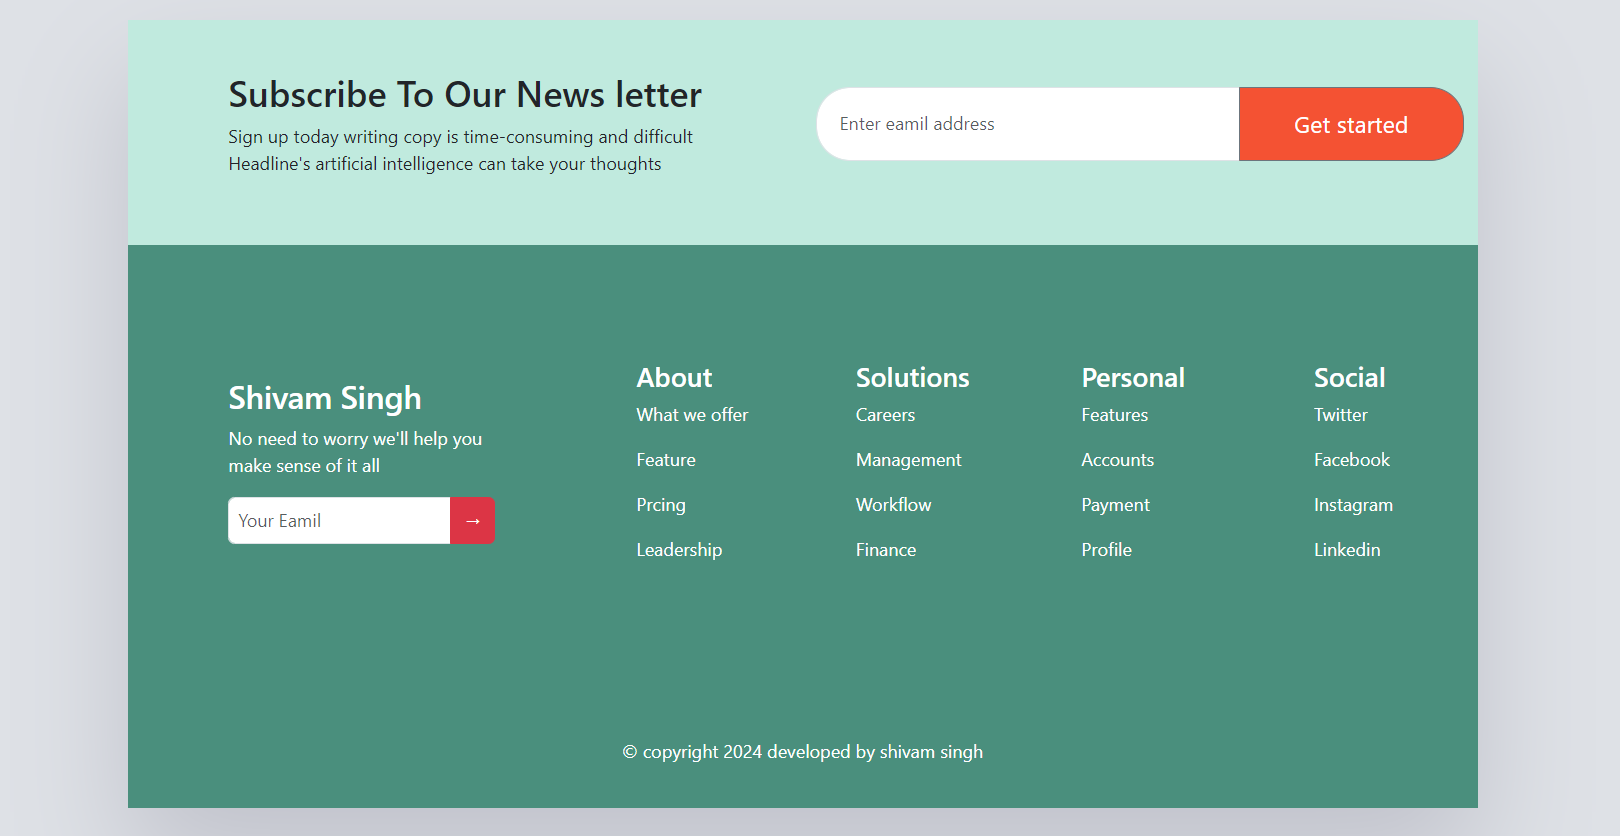 Subscribe To Our News letter
Sign up today writing copy is time-consuming and difficult
Headline's artificial intelligence can take your thoughts
Enter eamil address
Get started
Shivam Singh
No need to worry we'll help you
make sense of it all
Your Eamil
→
About
What we offer
Feature
Prcing
Leadership
Solutions
Careers
Management
Workflow
Finance
Personal
Features
Accounts
Payment
Profile
Social
Twitter
Facebook
Instagram
Linkedin
© copyright 2024 developed by shivam singh